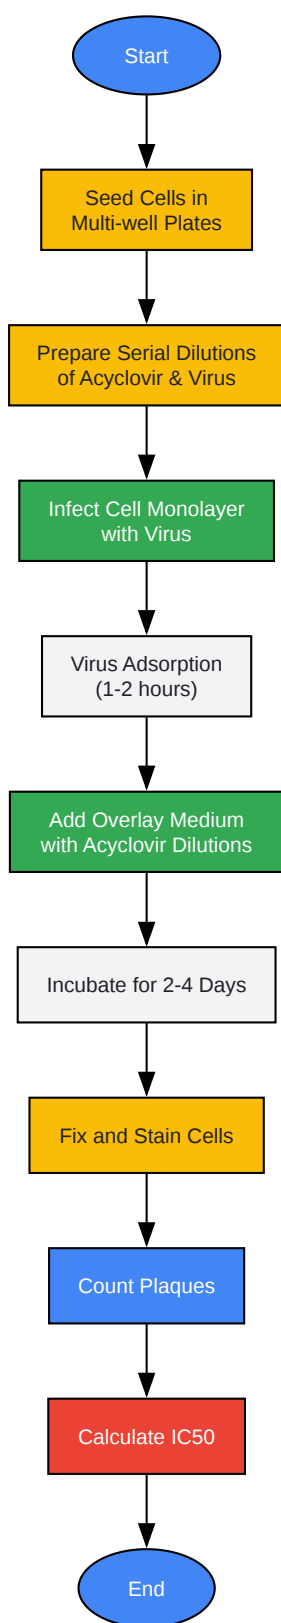 Start
Seed Cells in
Multi-well Plates
Prepare Serial Dilutions
of Acyclovir & Virus
Infect Cell Monolayer
with Virus
Virus Adsorption
(1-2 hours)
Add Overlay Medium
with Acyclovir Dilutions
Incubate for 2-4 Days
Fix and Stain Cells
Count Plaques
Calculate IC50
End